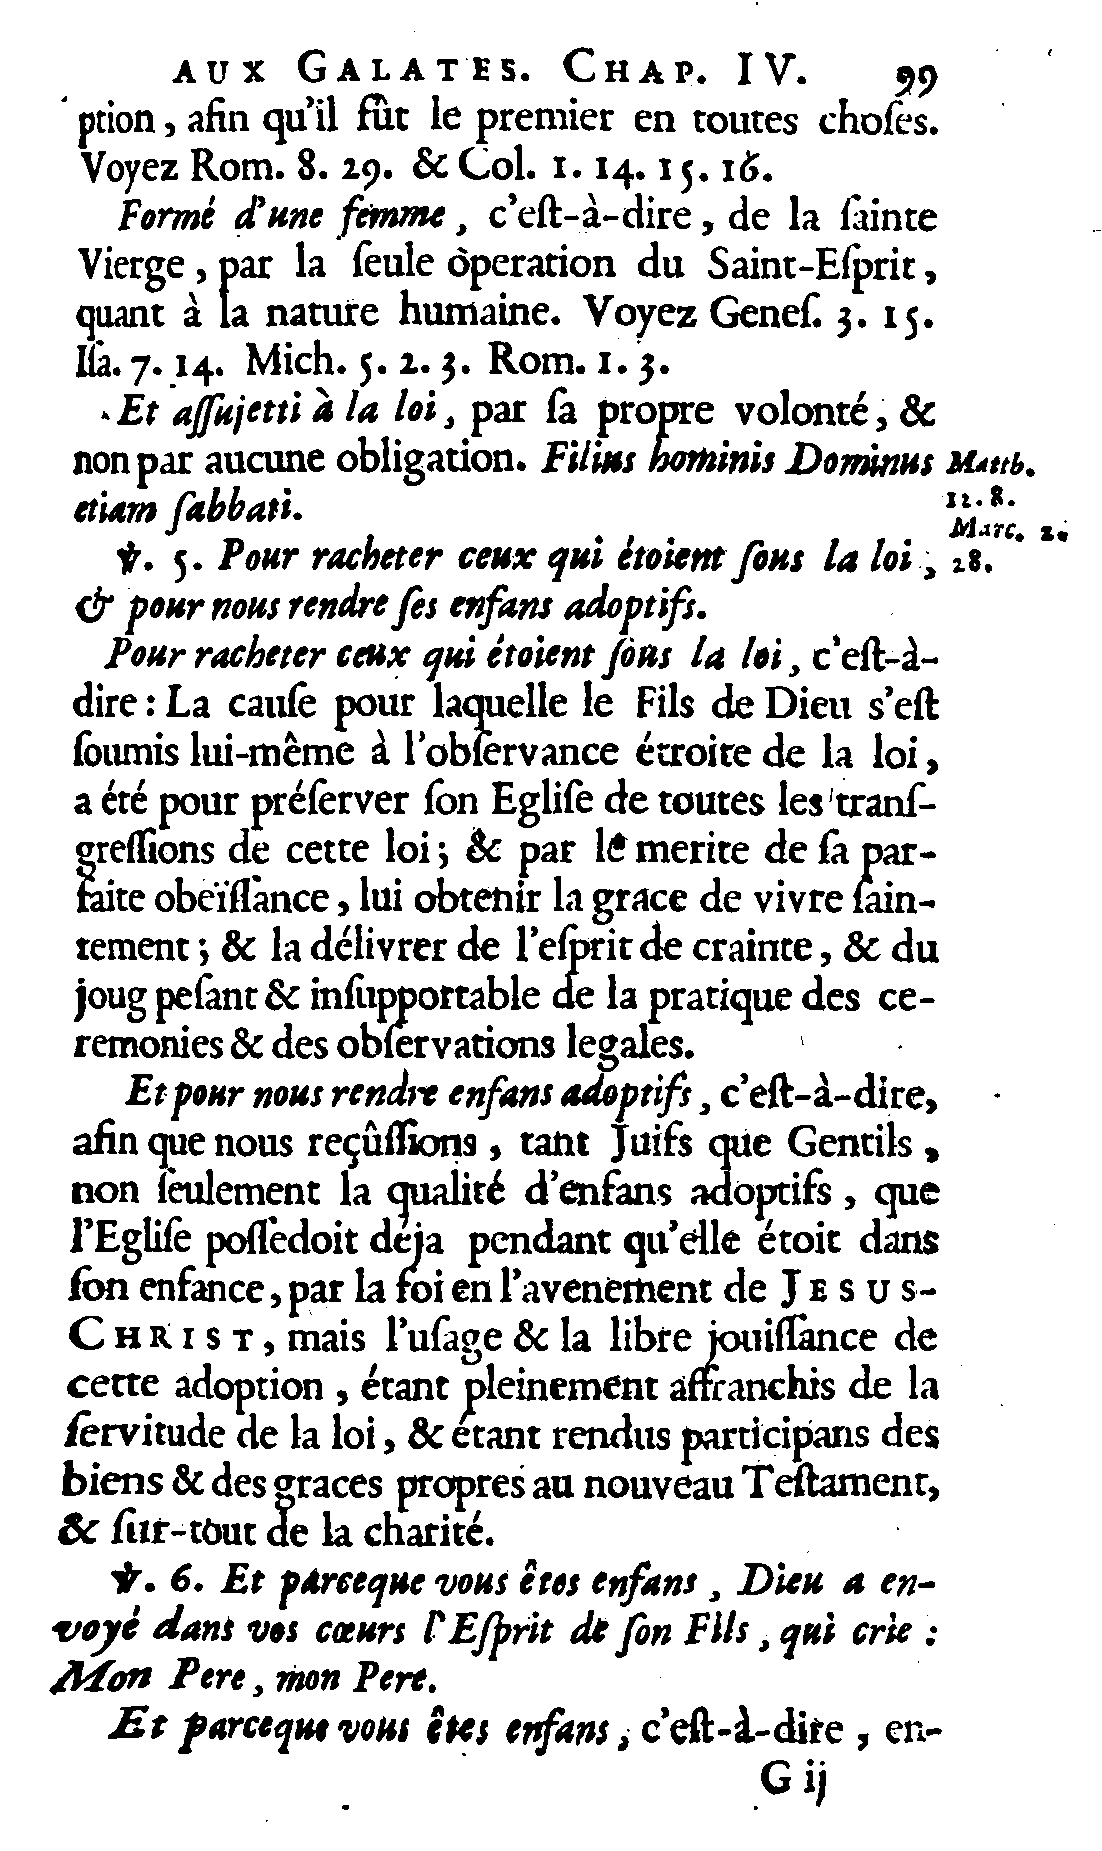 AUX GALATES. CHAP. IV. 99
ption, afin qu'il fût le premier en toutes choſes.
Voyez Rom. 8. 29. & Col. 1. 14. 15. 16.
Formé d'une femme, c'eſt-à-dire, de la ſainte
Vierge, par la ſeule òperation du Saint-Eſprit,
quant à la nature humaine. Voyez Geneſ. 3. 15.
Iſa. 7. 14. Mich. 5. 2. 3. Rom. 1. 3.
Et aſſujetti à la loi, par ſa propre volonté, &
non par aucune obligation. Filius hominis Dominus
etiam ſabbati.
Matth.
12. 8.
Marc. 2.
28.
℣. 5. Pour racheter ceux qui étoient ſous la loi,
& pour nous rendre ſes enfans adoptifs.
Pour racheter ceux qui étoient ſous la loi, c'eſt-à-
dire : La cauſe pour laquelle le Fils de Dieu s'eſt
ſoumis lui-même à l'obſervance étroite de la loi,
a été pour préſerver ſon Egliſe de toutes les tranſ-
greſſions de cette loi; & par le merite de ſa par-
faite obéïſſance, lui obtenir la grace de vivre ſain-
tement; & la délivrer de l'eſprit de crainte, & du
joug peſant & inſupportable de la pratique des ce-
remonies & des obſervations legales.
Et pour nous rendre enfans adoptifs, c'eſt-à-dire,
afin que nous reçûſſions, tant Juifs que Gentils,
non ſeulement la qualité d'enfans adoptifs, que
l'Egliſe poſſedoit déja pendant qu'elle étoit dans
ſon enfance, par la foi en l'avenement de JESUS-
CHRIST, mais l'uſage & la libre jouiſſance de
cette adoption, étant pleinement affranchis de la
ſervitude de la loi, & étant rendus participans des
biens & des graces propres au nouveau Teſtament,
& ſur-tout de la charité.
℣. 6. Et parceque vous êtes enfans, Dieu a en-
voyé dans vos cœurs l'Eſprit de ſon Fils, qui crie :
Mon Pere, mon Pere.
Et parceque vous êtes enfans, c'eſt-à-dire, en-
G ij